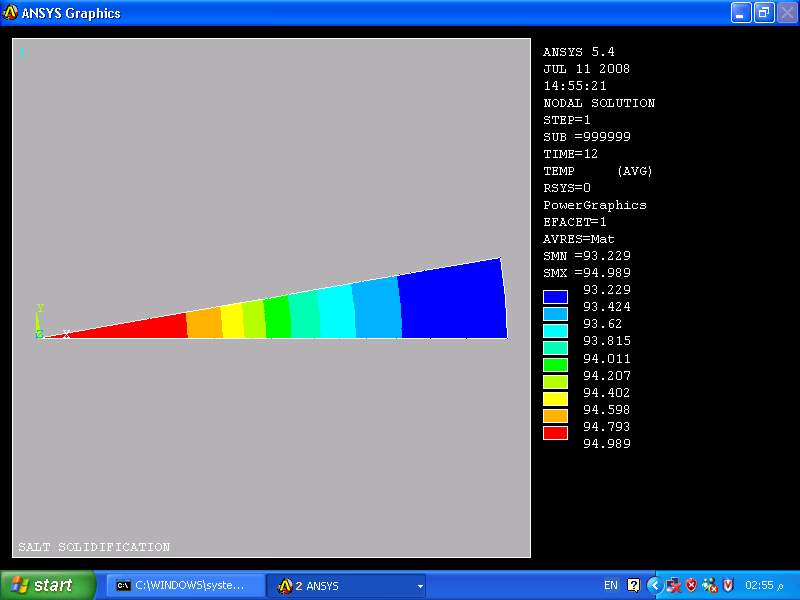 ANSYS Graphics
1
ANSYS 5.4
JUL 11 2008
14:55:21
NODAL SOLUTION
STEP=1
SUB =999999
TIME=12
TEMP (AVG)
RSYS=0
PowerGraphics
EFACET=1
AVRES=Mat
SMN =93.229
SMX =94.989
93.229
93.424
93.62
93.815
94.011
94.207
94.402
94.598
94.793
94.989
Y
Z X
SALT SOLIDIFICATION
start
C:\WINDOWS\syste...
2 ANSYS
EN
02:55 م